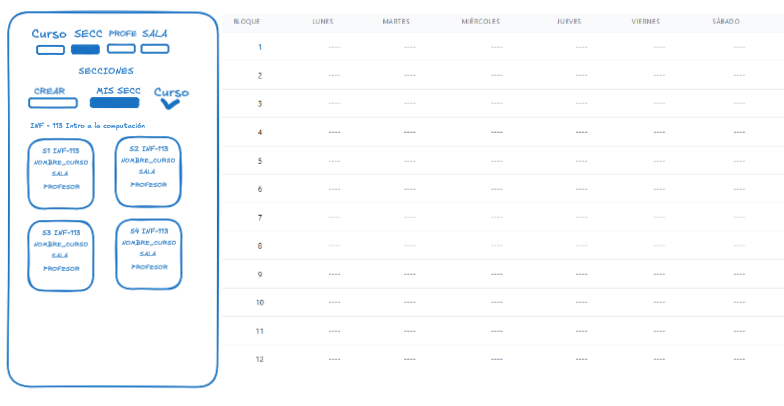 Curso SECC PROFE SALA
SECCIONES
CREAR MIS SECC Curso
INF - 113 Intro a la computación
S1 INF-113
NOMBRE_CURSO
SALA
PROFESOR
S2 INF-113
NOMBRE_CURSO
SALA
PROFESOR
S3 INF-113
NOMBRE_CURSO
SALA
PROFESOR
S4 INF-113
NOMBRE_CURSO
SALA
PROFESOR
BLOQUE LUNES MARTES MIÉRCOLES JUEVES VIERNES SÁBADO
1 ---- ---- ---- ---- ---- ----
2 ---- ---- ---- ---- ---- ----
3 ---- ---- ---- ---- ---- ----
4 ---- ---- ---- ---- ---- ----
5 ---- ---- ---- ---- ---- ----
6 ---- ---- ---- ---- ---- ----
7 ---- ---- ---- ---- ---- ----
8 ---- ---- ---- ---- ---- ----
9 ---- ---- ---- ---- ---- ----
10 ---- ---- ---- ---- ---- ----
11 ---- ---- ---- ---- ---- ----
12 ---- ---- ---- ---- ---- ----